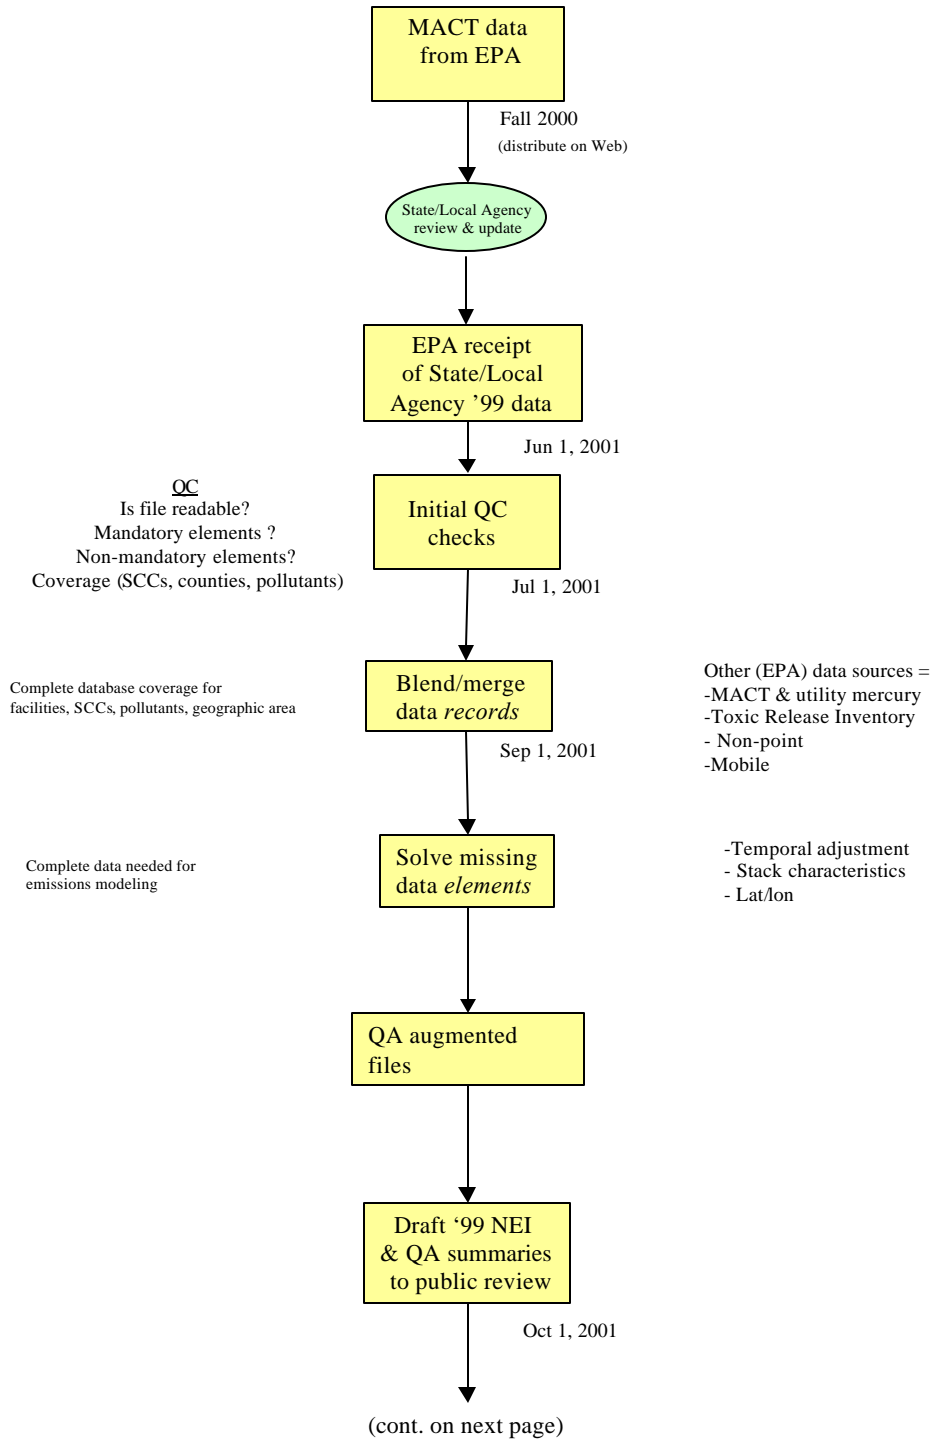 MACT data
from EPA
Fall 2000
(distribute on Web)
State/Local Agency
review & update
EPA receipt
of State/Local
Agency ’99 data
Jun 1, 2001
QC
Is file readable?
Mandatory elements ?
Non-mandatory elements?
Coverage (SCCs, counties, pollutants)
Initial QC
checks
Jul 1, 2001
Complete database coverage for
facilities, SCCs, pollutants, geographic area
Blend/merge
data records
Other (EPA) data sources =
-MACT & utility mercury
-Toxic Release Inventory
- Non-point
-Mobile
Sep 1, 2001
Complete data needed for
emissions modeling
Solve missing
data elements
-Temporal adjustment
- Stack characteristics
- Lat/lon
QA augmented
files
Draft ‘99 NEI
& QA summaries
to public review
Oct 1, 2001
(cont. on next page)